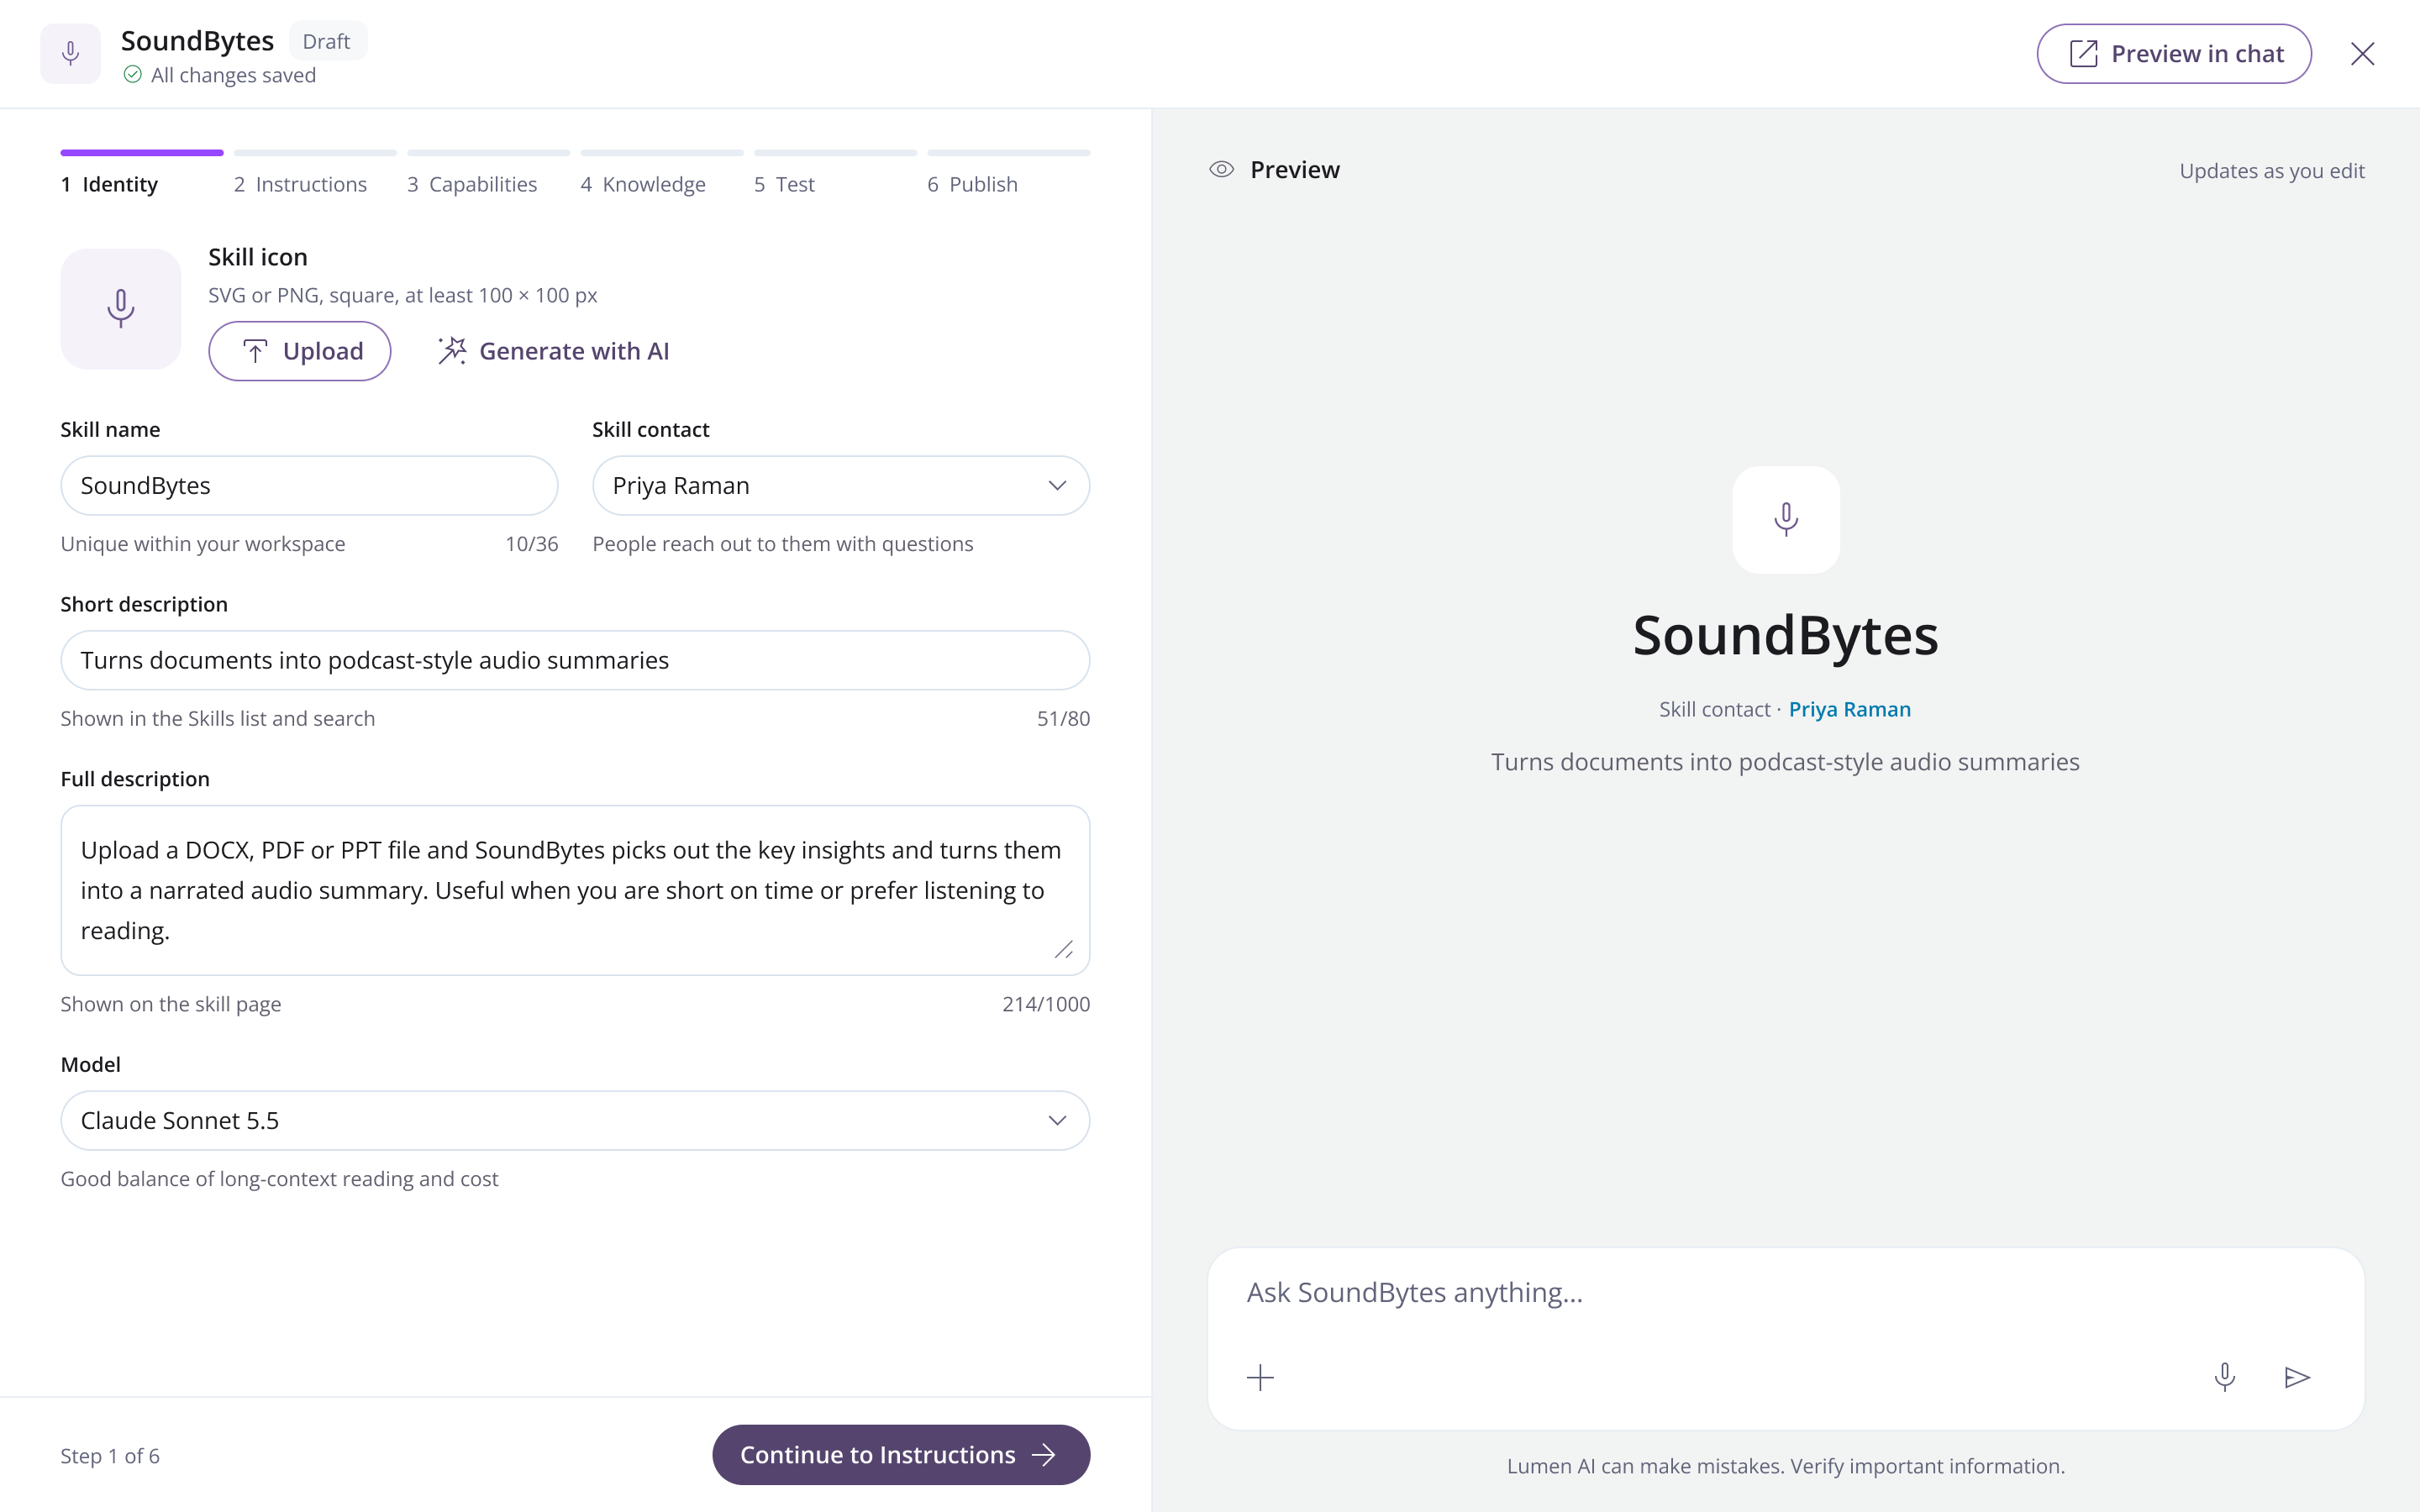 SoundBytes
Draft
All changes saved
Preview in chat
1 Identity
2 Instructions
3 Capabilities
4 Knowledge
5 Test
6 Publish
Skill icon
SVG or PNG, square, at least 100 × 100 px
Upload
Generate with AI
Skill name
SoundBytes
Unique within your workspace
10/36
Skill contact
Priya Raman
People reach out to them with questions
Short description
Turns documents into podcast-style audio summaries
Shown in the Skills list and search
51/80
Full description
Upload a DOCX, PDF or PPT file and SoundBytes picks out the key insights and turns them
into a narrated audio summary. Useful when you are short on time or prefer listening to
reading.
Shown on the skill page
214/1000
Model
Claude Sonnet 5.5
Good balance of long-context reading and cost
Step 1 of 6
Continue to Instructions
Preview
Updates as you edit
SoundBytes
Skill contact · Priya Raman
Turns documents into podcast-style audio summaries
Ask SoundBytes anything...
Lumen AI can make mistakes. Verify important information.